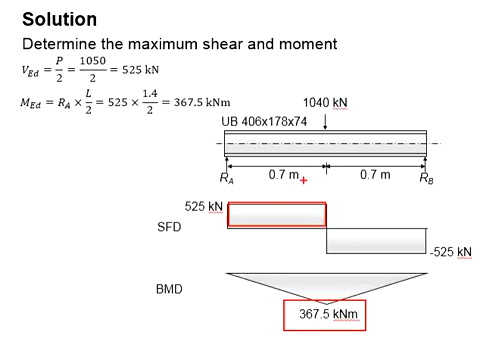 Solution
Determine the maximum shear and moment
V_Ed = P/2 = 1050/2 = 525 kN
M_Ed = R_A × L/2 = 525 × 1.4/2 = 367.5 kNm
1040 kN
UB 406x178x74
R_A 0.7 m 0.7 m R_B
525 kN
SFD
-525 kN
BMD
367.5 kNm